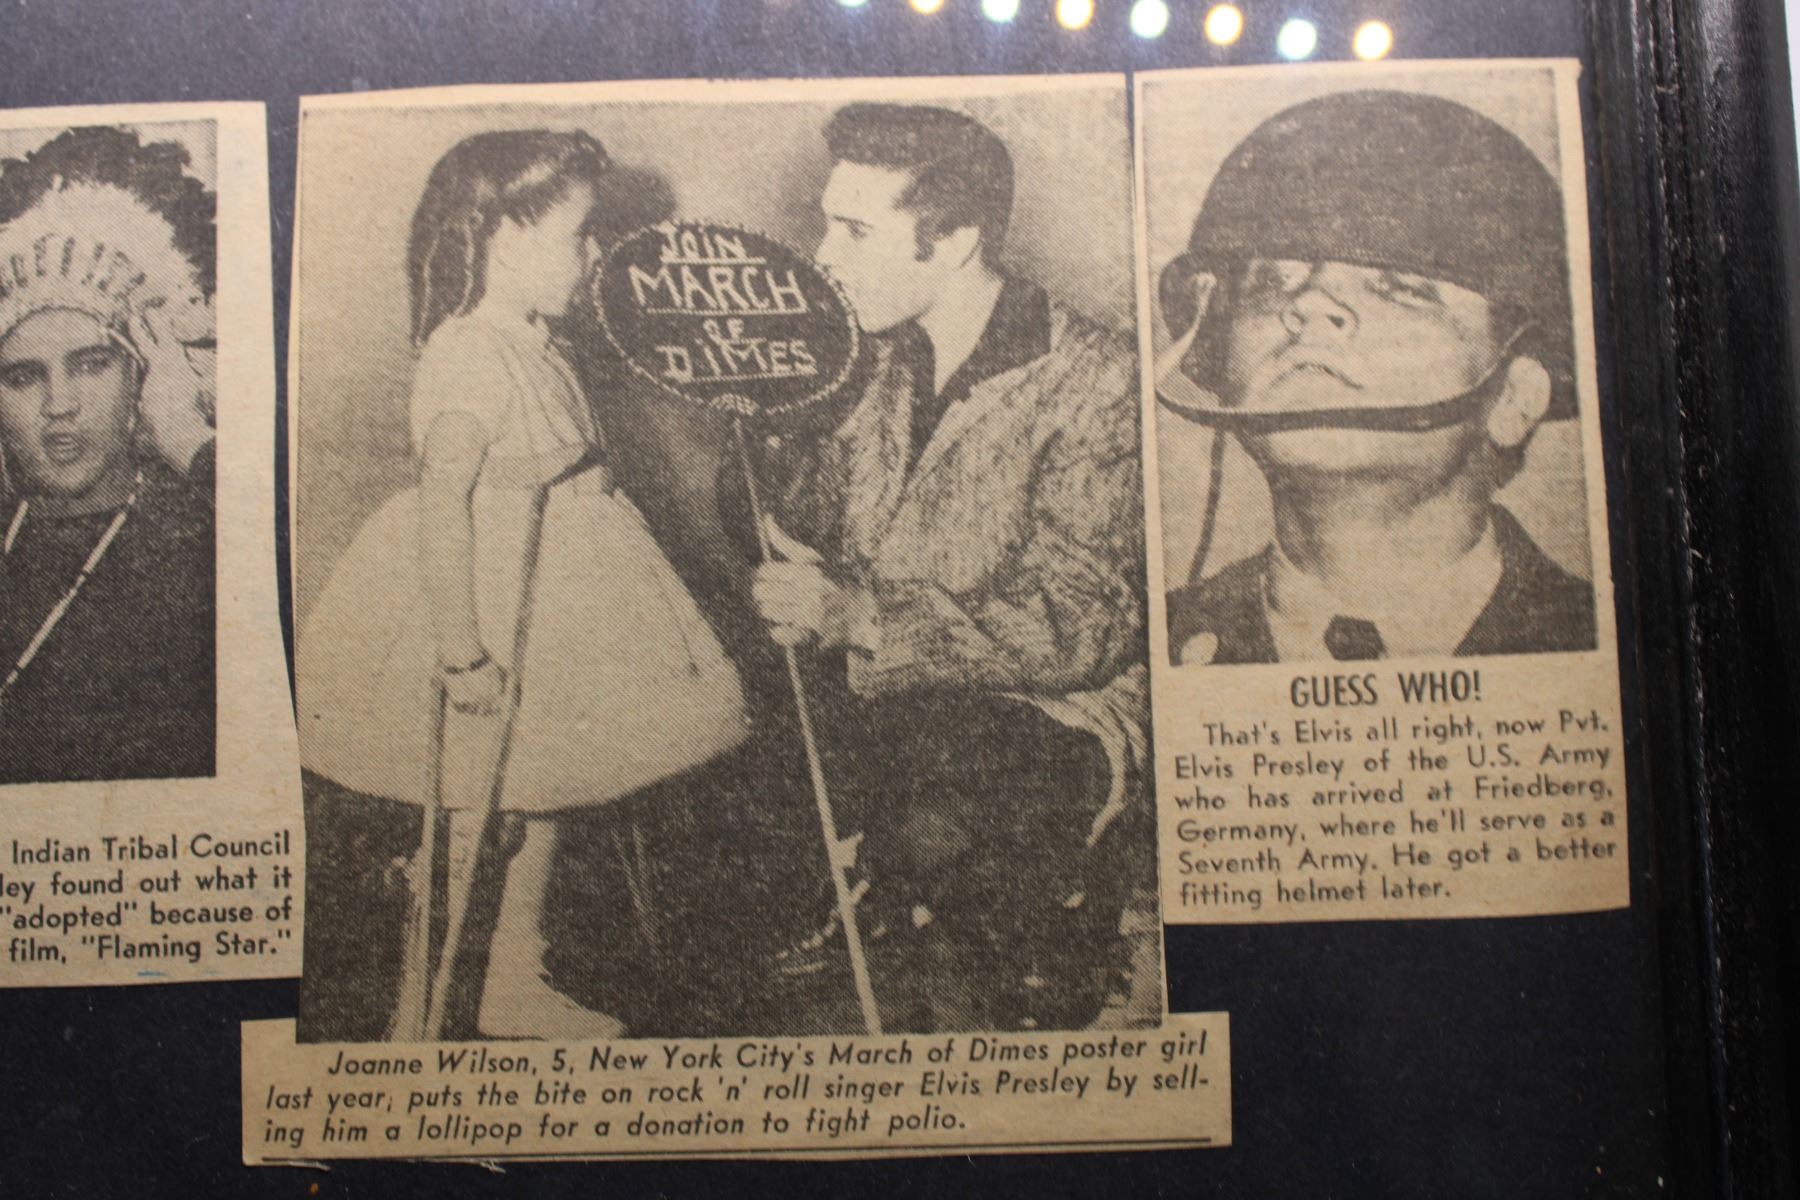 Indian Tribal Council
ley found out what it
"adopted" because of
film, "Flaming Star."
JOIN
MARCH
OF
DIMES
Joanne Wilson, 5, New York City's March of Dimes poster girl
last year, puts the bite on rock 'n' roll singer Elvis Presley by sell-
ing him a lollipop for a donation to fight polio.
GUESS WHO!
That's Elvis all right, now Pvt.
Elvis Presley of the U.S. Army
who has arrived at Friedberg,
Germany, where he'll serve as a
Seventh Army. He got a better
fitting helmet later.